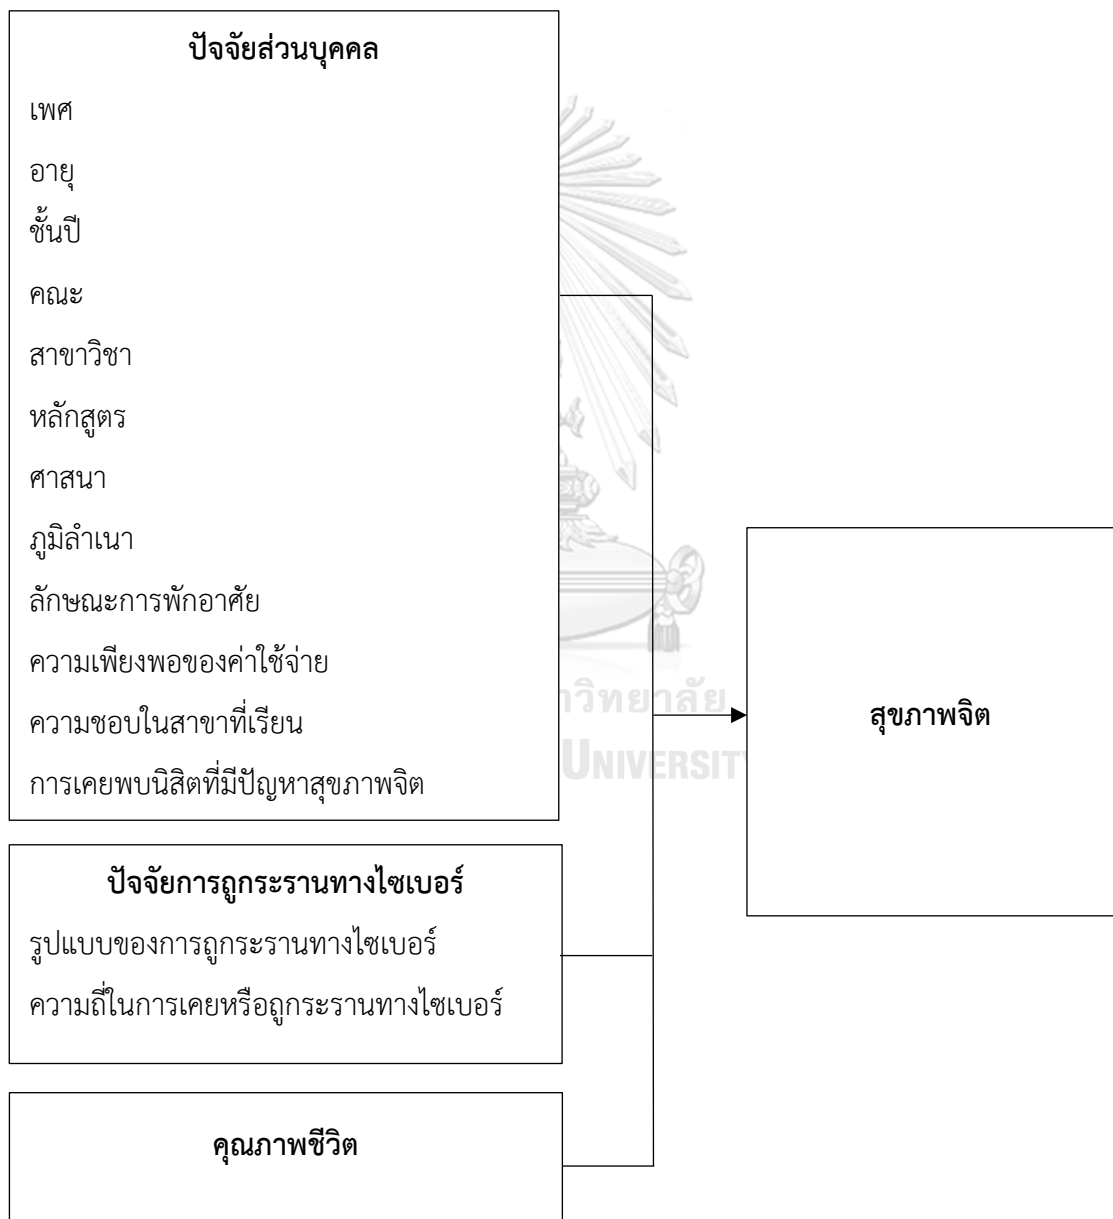 ปัจจัยส่วนบุคคล
เพศ
อายุ
ชั้นปี
คณะ
สาขาวิชา
หลักสูตร
ศาสนา
ภูมิลำเนา
ลักษณะการพักอาศัย
ความเพียงพอของค่าใช้จ่าย
ความชอบในสาขาที่เรียน
การเคยพบนิสิตที่มีปัญหาสุขภาพจิต
ปัจจัยการถูกระรานทางไซเบอร์
รูปแบบของการถูกระรานทางไซเบอร์
ความถี่ในการเคยหรือถูกระรานทางไซเบอร์
คุณภาพชีวิต
สุขภาพจิต
วิทยาลัย
UNIVERSITY